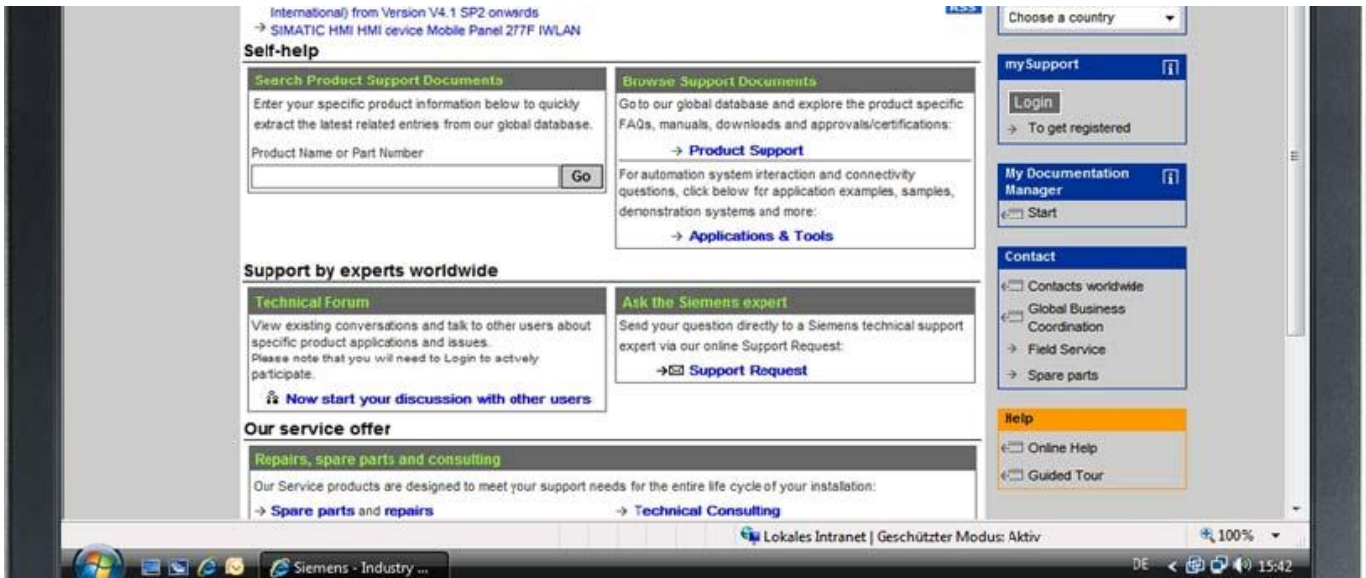 International) from Version V4.1 SP2 onwards
→ SIMATIC HMI HMI device Mobile Panel 277F IWLAN
RSS
Self-help
Search Product Support Documents
Enter your specific product information below to quickly
extract the latest related entries from our global database.
Product Name or Part Number
Go
Browse Support Documents
Go to our global database and explore the product specific
FAQs, manuals, downloads and approvals/certifications:
→ Product Support
For automation system interaction and connectivity
questions, click below for application examples, samples,
demonstration systems and more:
→ Applications & Tools
Support by experts worldwide
Technical Forum
View existing conversations and talk to other users about
specific product applications and issues.
Please note that you will need to Login to actvely
participate.
Now start your discussion with other users
Ask the Siemens expert
Send your question directly to a Siemens technical support
expert via our online Support Request:
→ Support Request
Our service offer
Repairs, spare parts and consulting
Our Service products are designed to meet your support needs for the entire life cycle of your installation:
→ Spare parts and repairs
→ Technical Consulting
Choose a country
mySupport
Login
→ To get registered
My Documentation
Manager
Start
Contact
Contacts worldwide
Global Business
Coordination
→ Field Service
→ Spare parts
Help
Online Help
Guided Tour
Lokales Intranet | Geschützter Modus: Aktiv
100%
Siemens - Industry ...
DE
15:42